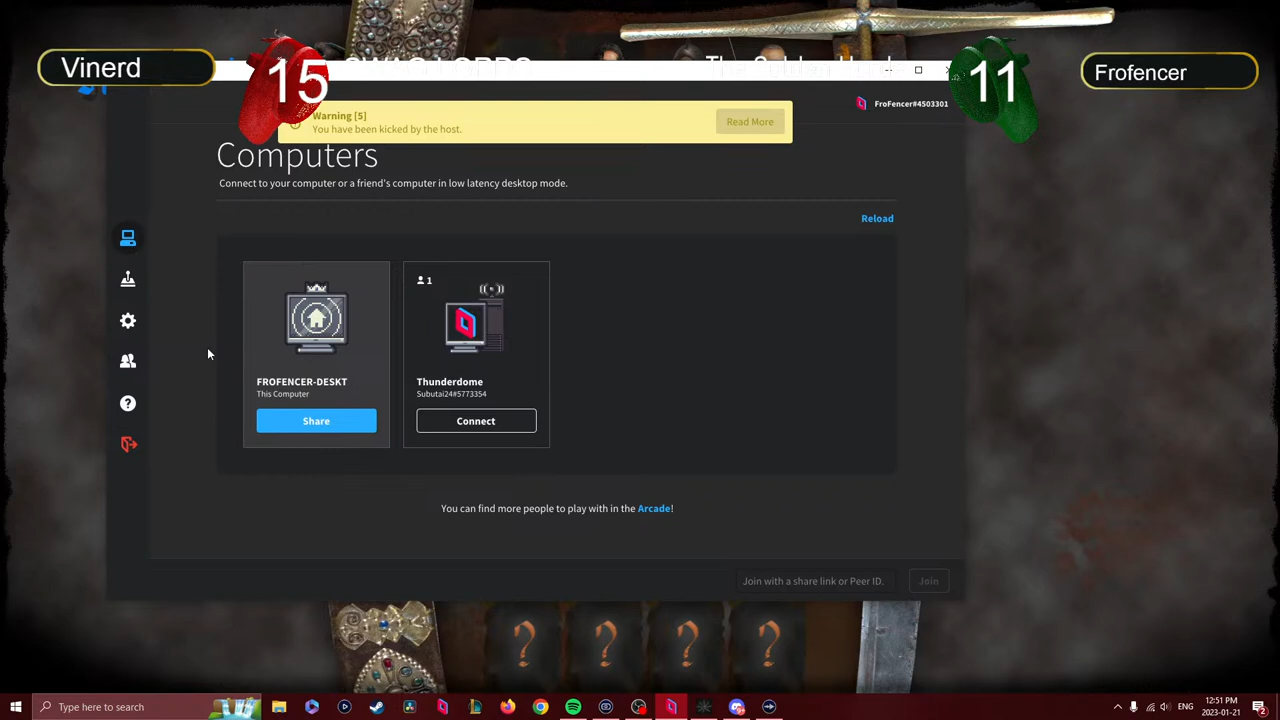 Vinerd
15
11
Frofencer
FroFencer#4503301
Warning [5]
You have been kicked by the host.
Read More
Computers
Connect to your computer or a friend's computer in low latency desktop mode.
Reload
1
FROFENCER-DESKT
This Computer
Share
Thunderdome
Subutai24#5773354
Connect
You can find more people to play with in the Arcade!
Join with a share link or Peer ID.
Join
? ? ? ?
Type here to search
12:51 PM
2023-01-21
2